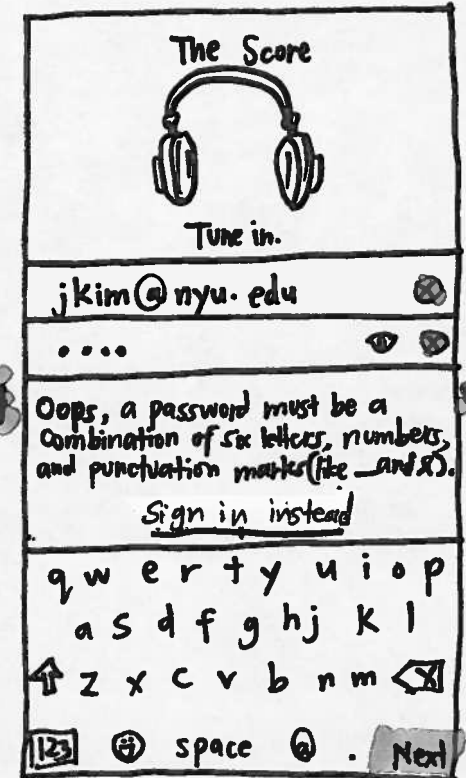 The Score
Tune in.
jkim@nyu.edu
••••
Oops, a password must be a
combination of six letters, numbers,
and punctuation marks (like _ and &).
Sign in instead
q w e r t y u i o p
a s d f g h j k l
z x c v b n m
123 space @ . Next